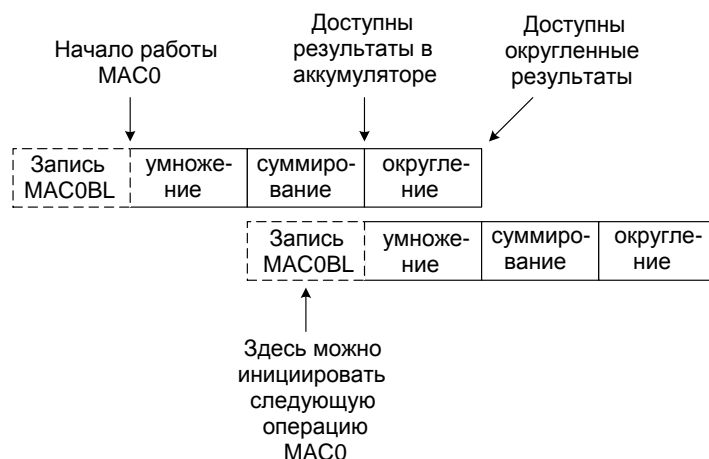 Начало работы
MAC0
Доступны
результаты в
аккумуляторе
Доступны
округленные
результаты
Запись
MAC0BL
умноже-
ние
суммиро-
вание
округле-
ние
Запись
MAC0BL
умноже-
ние
суммиро-
вание
округле-
ние
Здесь можно
инициировать
следующую
операцию
MAC0